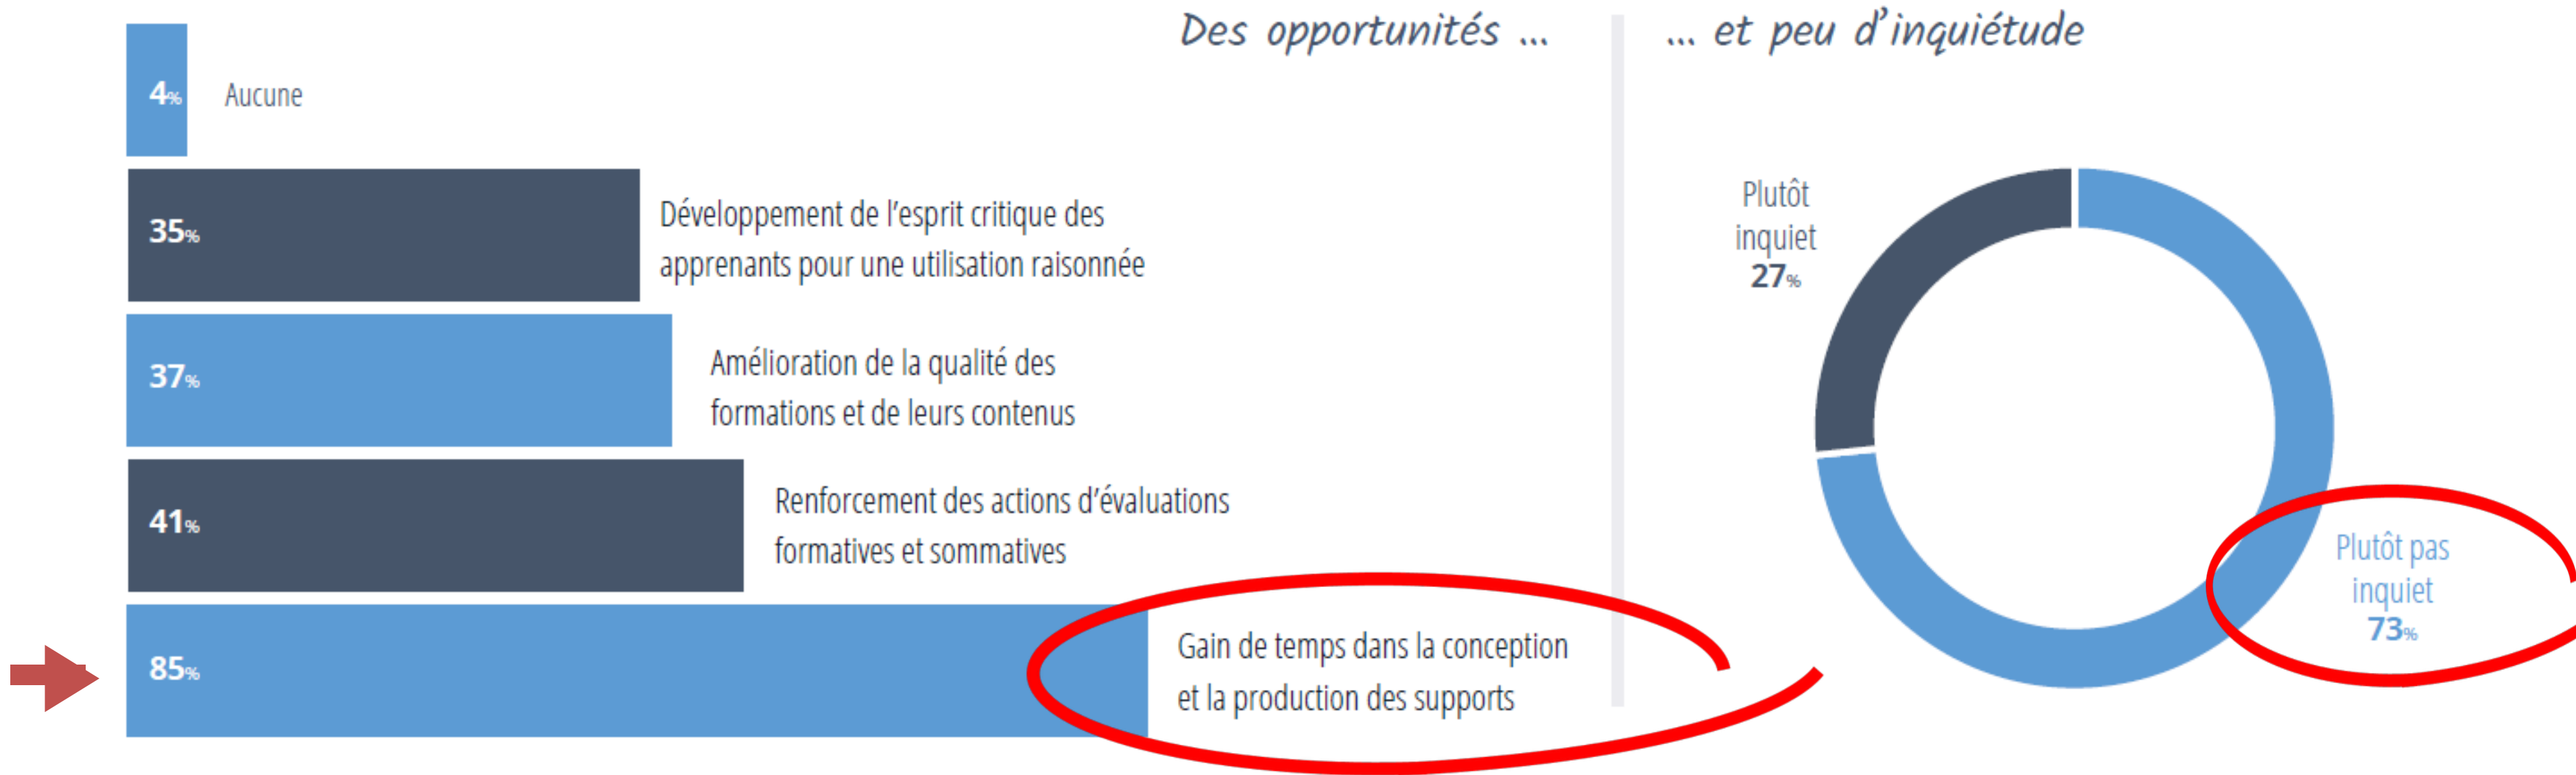 Des opportunités ...
4% Aucune
35%
Développement de l'esprit critique des
apprenants pour une utilisation raisonnée
37%
Amélioration de la qualité des
formations et de leurs contenus
41%
Renforcement des actions d'évaluations
formatives et sommatives
85%
Gain de temps dans la conception
et la production des supports
... et peu d'inquiétude
Plutôt
inquiet
27%
Plutôt pas
inquiet
73%